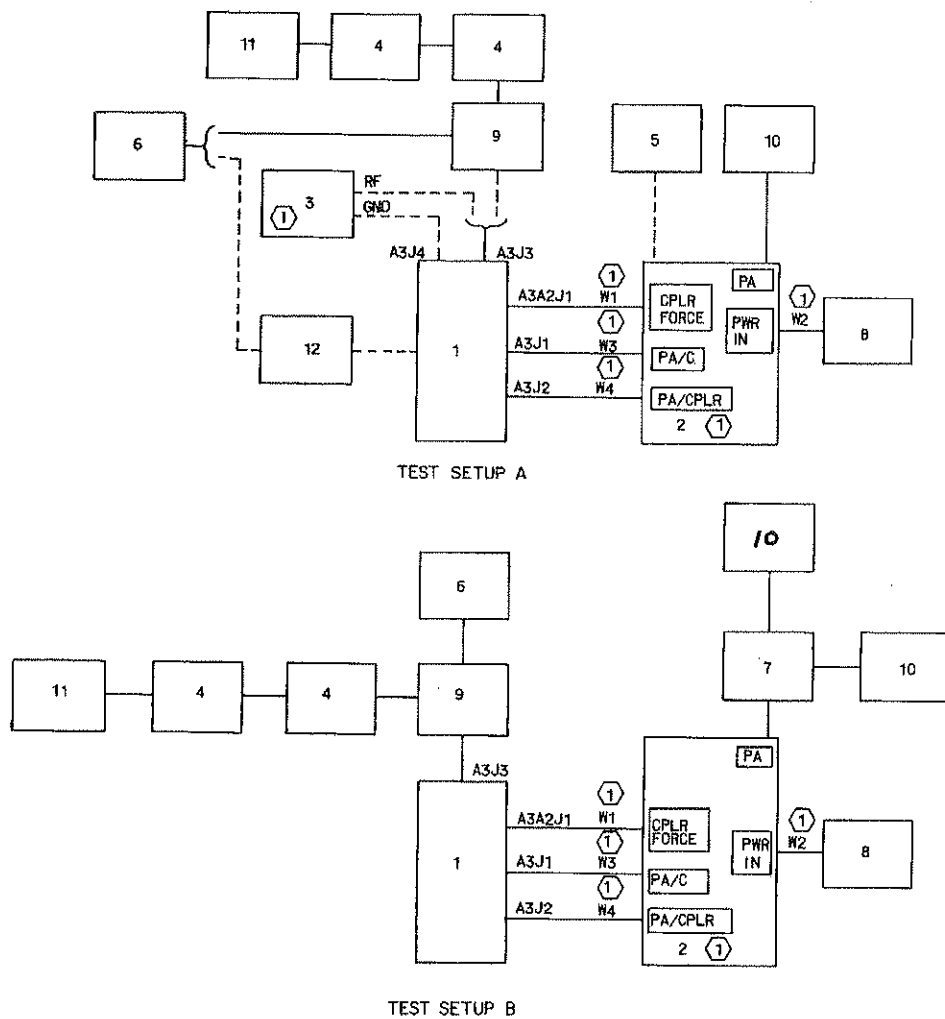 11
4
4
6
9
5
10
3
1
RF
GND
A3J4
A3J3
12
1
A3A2J1
1
W1
CPLR
FORCE
PA
PWR
IN
1
W2
8
A3J1
1
W3
PA/C
A3J2
1
W4
PA/CPLR
2
1
TEST SETUP A
10
6
11
4
4
9
7
10
A3J3
1
A3A2J1
1
W1
CPLR
FORCE
PA
PWR
IN
1
W2
8
A3J1
1
W3
PA/C
A3J2
1
W4
PA/CPLR
2
1
TEST SETUP B